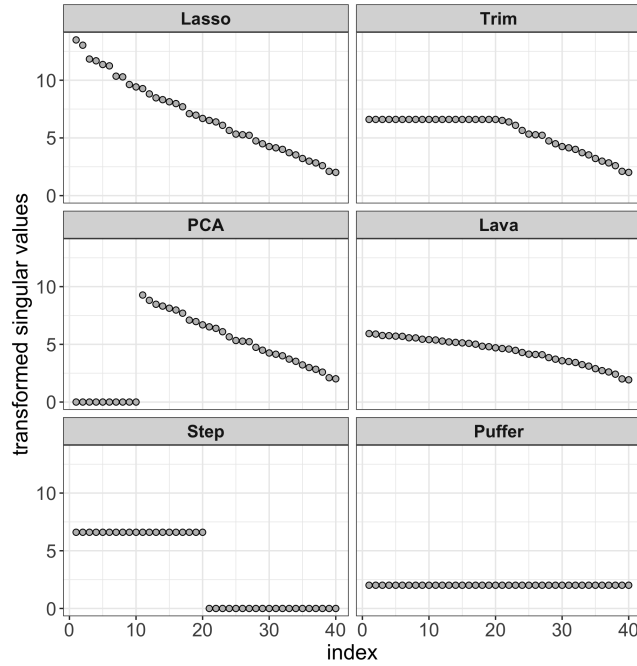 Lasso
Trim
10
5
0
PCA
Lava
10
5
0
Step
Puffer
10
5
0
0 10 20 30 40 0 10 20 30 40
index
transformed singular values